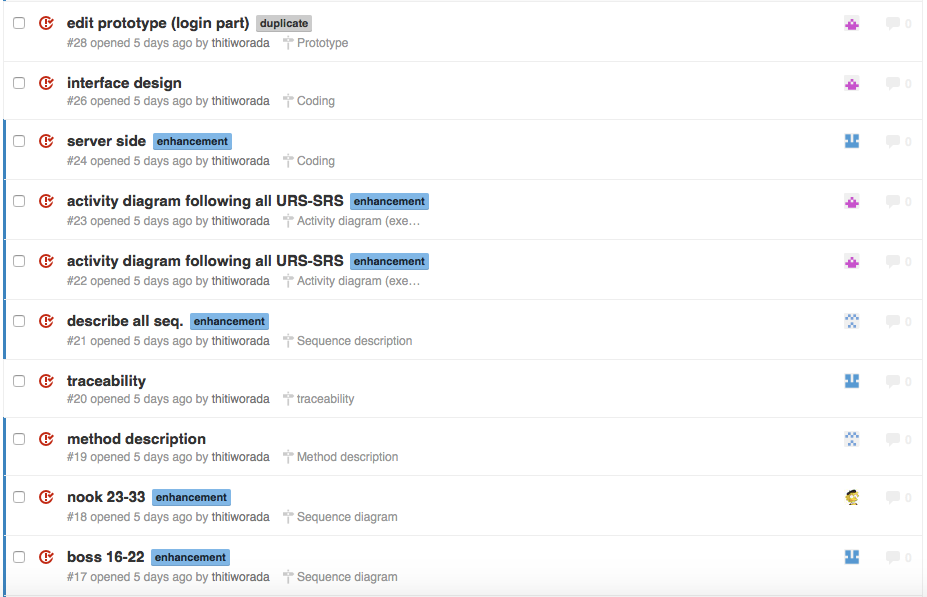 edit prototype (login part) duplicate
#28 opened 5 days ago by thitiworada Prototype 0
interface design
#26 opened 5 days ago by thitiworada Coding 0
server side enhancement
#24 opened 5 days ago by thitiworada Coding 0
activity diagram following all URS-SRS enhancement
#23 opened 5 days ago by thitiworada Activity diagram (exe... 0
activity diagram following all URS-SRS enhancement
#22 opened 5 days ago by thitiworada Activity diagram (exe... 0
describe all seq. enhancement
#21 opened 5 days ago by thitiworada Sequence description 0
traceability
#20 opened 5 days ago by thitiworada traceability 0
method description
#19 opened 5 days ago by thitiworada Method description 0
nook 23-33 enhancement
#18 opened 5 days ago by thitiworada Sequence diagram 0
boss 16-22 enhancement
#17 opened 5 days ago by thitiworada Sequence diagram 0